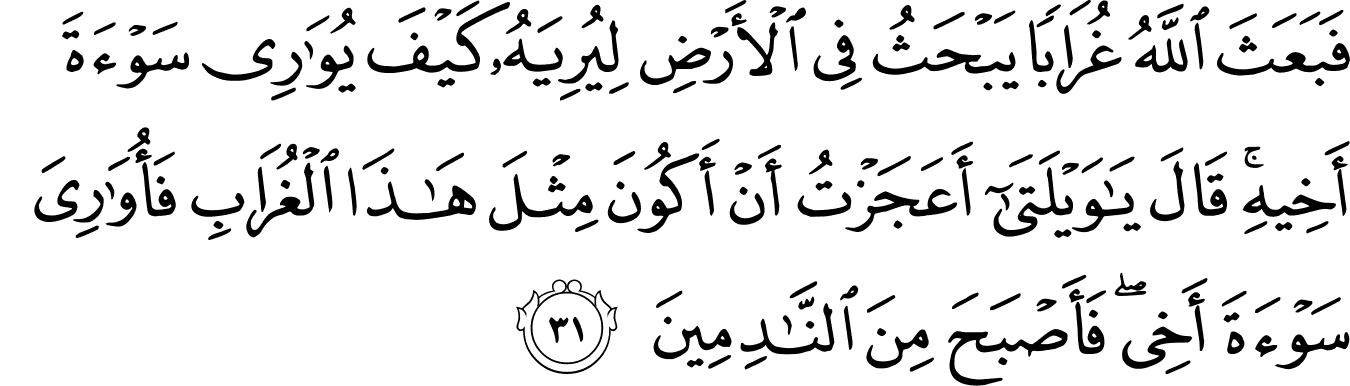 فَبَعَثَ ٱللَّهُ غُرَابًا يَبْحَثُ فِى ٱلْأَرْضِ لِيُرِيَهُۥ كَيْفَ يُوَٰرِى سَوْءَةَ
أَخِيهِ ۚ قَالَ يَٰوَيْلَتَىٰٓ أَعَجَزْتُ أَنْ أَكُونَ مِثْلَ هَٰذَا ٱلْغُرَابِ فَأُوَٰرِىَ
سَوْءَةَ أَخِى ۖ فَأَصْبَحَ مِنَ ٱلنَّٰدِمِينَ ٣١